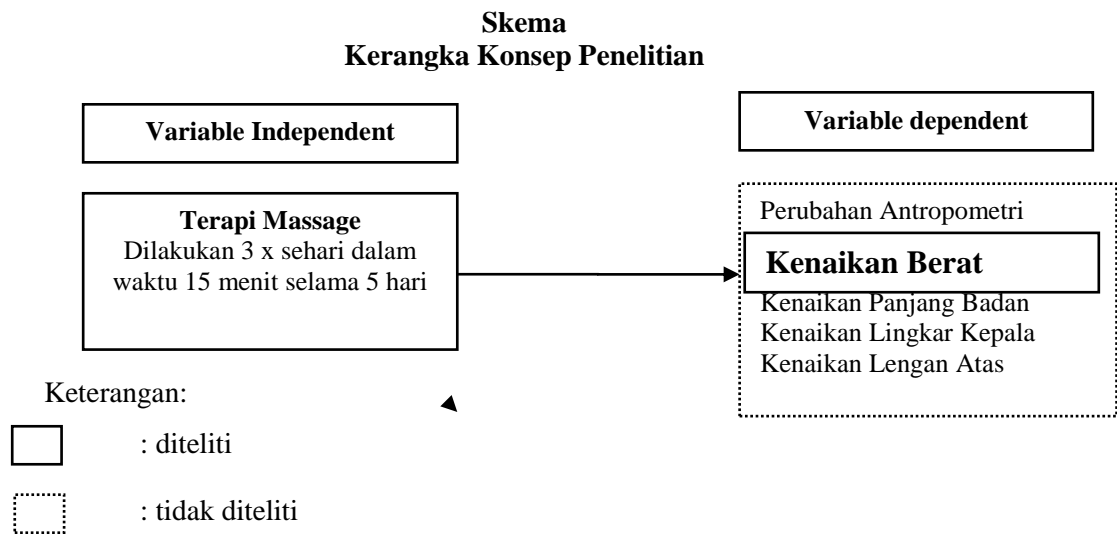 Skema
Kerangka Konsep Penelitian
Variable Independent
Variable dependent
Terapi Massage
Dilakukan 3 x sehari dalam
waktu 15 menit selama 5 hari
Perubahan Antropometri
Kenaikan Berat
Kenaikan Panjang Badan
Kenaikan Lingkar Kepala
Kenaikan Lengan Atas
Keterangan:
: diteliti
: tidak diteliti